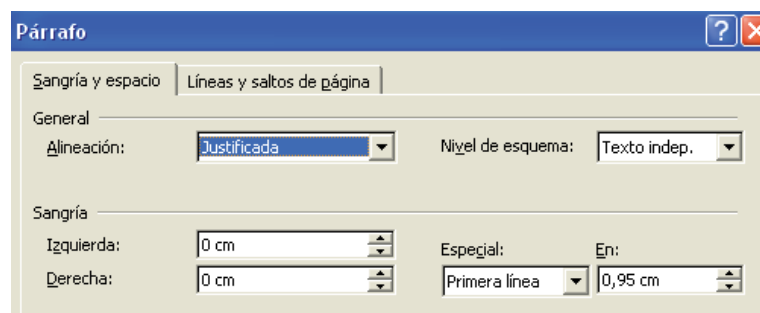 Párrafo
Sangría y espacio Líneas y saltos de página
General
Alineación: Justificada Nivel de esquema: Texto indep.
Sangría
Izquierda: 0 cm Especial: En:
Derecha: 0 cm Primera línea 0,95 cm